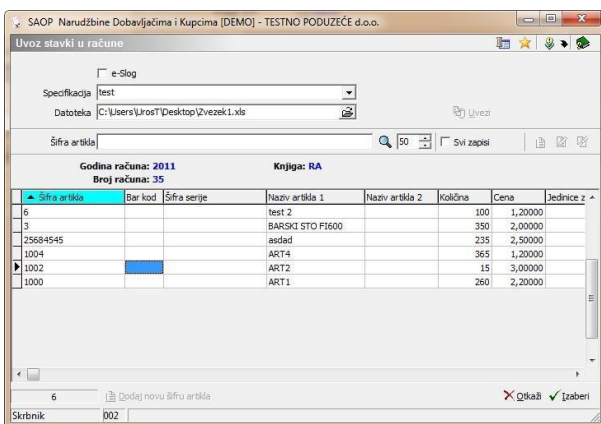 SAOP Narudžbine Dobavljačima i Kupcima [DEMO] - TESTNO PODUZEĆE d.o.o.
Uvoz stavki u račune
e-Slog
Specifikacija test
Datoteka C:\Users\UrosT\Desktop\Zvezek1.xls
Uvezi
Šifra artikla 50 Svi zapisi
Godina računa: 2011 Knjiga: RA
Broj računa: 35
Šifra artikla Bar kod Šifra serije Naziv artikla 1 Naziv artikla 2 Količina Cena Jedinice z
6 test 2 100 1,20000
3 BARSKI STO FI600 350 2,00000
25684545 asdad 235 2,50000
1004 ART4 365 1,20000
1002 ART2 15 3,00000
1000 ART1 260 2,20000
6 Dodaj novu šifru artikla Otkaži Izaberi
Skrbnik 002